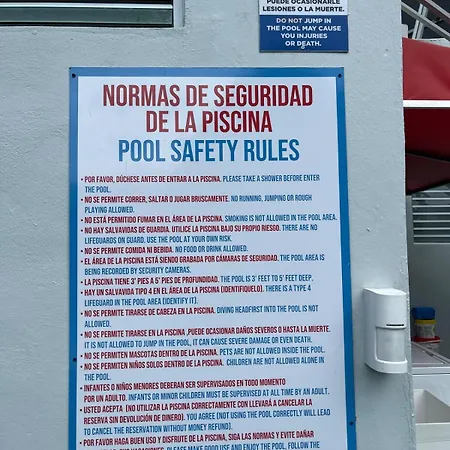 PUEDE OCASIONARLE
LESIONES O LA MUERTE.
DO NOT JUMP IN
THE POOL MAY CAUSE
YOU INJURIES
OR DEATH.
NORMAS DE SEGURIDAD
DE LA PISCINA
POOL SAFETY RULES
• POR FAVOR, DÚCHESE ANTES DE ENTRAR A LA PISCINA. PLEASE TAKE A SHOWER BEFORE ENTER
THE POOL.
• NO SE PERMITE CORRER, SALTAR O JUGAR BRUSCAMENTE. NO RUNNING, JUMPING OR ROUGH
PLAYING ALLOWED.
• NO ESTÁ PERMITIDO FUMAR EN EL ÁREA DE LA PISCINA. SMOKING IS NOT ALLOWED IN THE POOL AREA.
• NO HAY SALVAVIDAS DE GUARDIA. UTILICE LA PISCINA BAJO SU PROPIO RIESGO. THERE ARE NO
LIFEGUARDS ON GUARD. USE THE POOL AT YOUR OWN RISK.
• NO SE PERMITE COMIDA NI BEBIDA. NO FOOD OR DRINK ALLOWED.
• EL ÁREA DE LA PISCINA ESTÁ SIENDO GRABADA POR CÁMARAS DE SEGURIDAD. THE POOL AREA IS
BEING RECORDED BY SECURITY CAMERAS.
• LA PISCINA TIENE 3' PIES A 5' PIES DE PROFUNDIDAD. THE POOL IS 3' FEET TO 5' FEET DEEP.
• HAY UN SALVAVIDA TIPO 4 EN EL ÁREA DE LA PISCINA (IDENTIFIQUELO). THERE IS A TYPE 4
LIFEGUARD IN THE POOL AREA (IDENTIFY IT).
• NO SE PERMITE TIRARSE DE CABEZA EN LA PISCINA. DIVING HEADFIRST INTO THE POOL IS NOT
ALLOWED.
• NO SE PERMITE TIRARSE EN LA PISCINA ,PUEDE OCASIONAR DAÑOS SEVEROS O HASTA LA MUERTE.
IT IS NOT ALLOWED TO JUMP IN THE POOL, IT CAN CAUSE SEVERE DAMAGE OR EVEN DEATH.
• NO SE PERMITEN MASCOTAS DENTRO DE LA PISCINA. PETS ARE NOT ALLOWED INSIDE THE POOL.
• NO SE PERMITEN NIÑOS SOLOS DENTRO DE LA PISCINA. CHILDREN ARE NOT ALLOWED ALONE IN
THE POOL.
• INFANTES O NIÑOS MENORES DEBERAN SER SUPERVISADOS EN TODO MOMENTO
POR UN ADULTO. INFANTS OR MINOR CHILDREN MUST BE SUPERVISED AT ALL TIME BY AN ADULT.
• USTED ACEPTA (NO UTILIZAR LA PISCINA CORRECTAMENTE CON LLEVARÁ A CANCELAR LA
RESERVA SIN DEVOLUCIÓN DE DINERO). YOU AGREE (NOT USING THE POOL CORRECTLY WILL LEAD
TO CANCEL THE RESERVATION WITHOUT MONEY REFUND).
• POR FAVOR HAGA BUEN USO Y DISFRUTE DE LA PISCINA, SIGA LAS NORMAS Y EVITE DAÑAR
PLEASE MAKE GOOD USE AND ENJOY THE POOL, FOLLOW THE